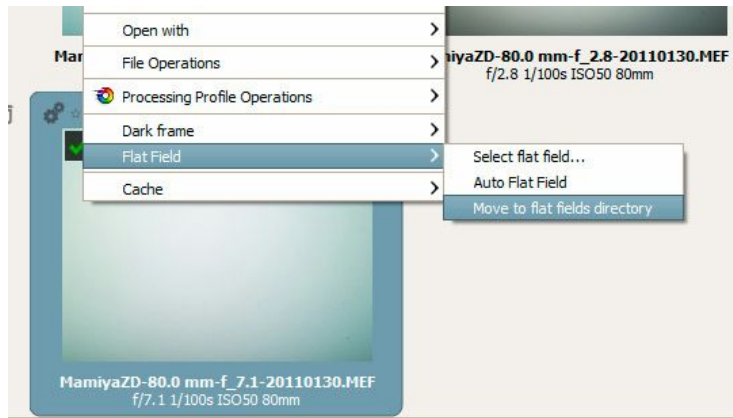 Open with
Mar
iyaZD-80.0 mm-f_2.8-20110130.MEF
File Operations
f/2.8 1/100s ISO50 80mm
Processing Profile Operations
Dark frame
Flat Field
Select flat field...
Auto Flat Field
Cache
Move to flat fields directory
MamiyaZD-80.0 mm-f_7.1-20110130.MEF
f/7.1 1/100s ISO50 80mm